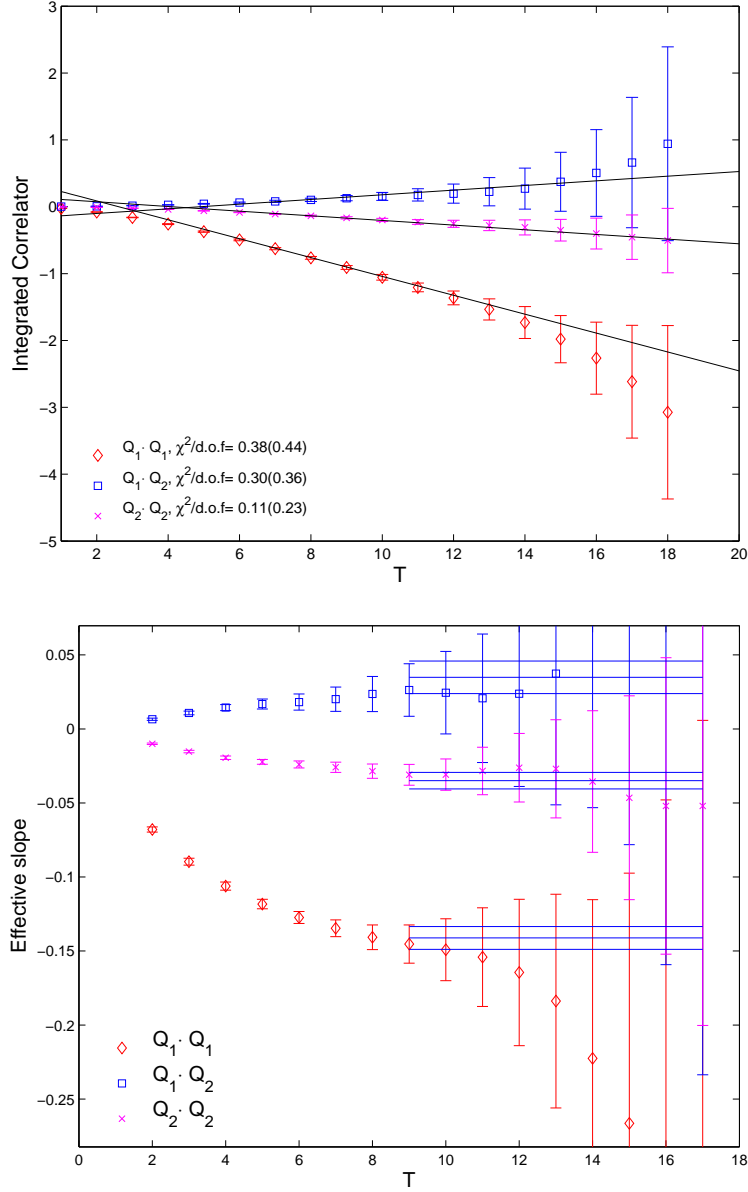 3
2
1
0
−1
−2
−3
−4
−5
Integrated Correlator
Q₁· Q₁, χ²/d.o.f= 0.38(0.44)
Q₁· Q₂, χ²/d.o.f= 0.30(0.36)
Q₂· Q₂, χ²/d.o.f= 0.11(0.23)
2 4 6 8 10 12 14 16 18 20
T
0.05
0
−0.05
−0.1
−0.15
−0.2
−0.25
Effective slope
Q₁· Q₁
Q₁· Q₂
Q₂· Q₂
0 2 4 6 8 10 12 14 16 18
T